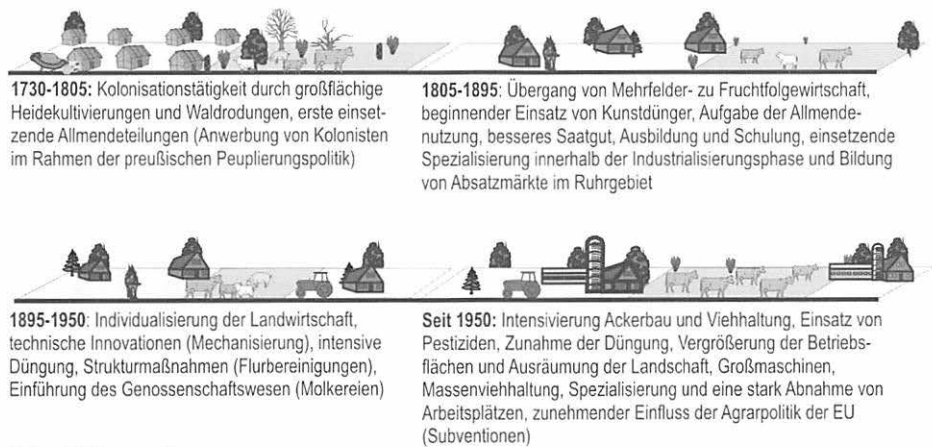 1730-1805: Kolonisationstätigkeit durch großflächige
Heidekultivierungen und Waldrodungen, erste einset-
zende Allmendeteilungen (Anwerbung von Kolonisten
im Rahmen der preußischen Peuplierungspolitik)
1805-1895: Übergang von Mehrfelder- zu Fruchtfolgewirtschaft,
beginnender Einsatz von Kunstdünger, Aufgabe der Allmende-
nutzung, besseres Saatgut, Ausbildung und Schulung, einsetzende
Spezialisierung innerhalb der Industrialisierungsphase und Bildung
von Absatzmärkte im Ruhrgebiet
1895-1950: Individualisierung der Landwirtschaft,
technische Innovationen (Mechanisierung), intensive
Düngung, Strukturmaßnahmen (Flurbereinigungen),
Einführung des Genossenschaftswesen (Molkereien)
Seit 1950: Intensivierung Ackerbau und Viehhaltung, Einsatz von
Pestiziden, Zunahme der Düngung, Vergrößerung der Betriebs-
flächen und Ausräumung der Landschaft, Großmaschinen,
Massenviehhaltung, Spezialisierung und eine stark Abnahme von
Arbeitsplätzen, zunehmender Einfluss der Agrarpolitik der EU
(Subventionen)